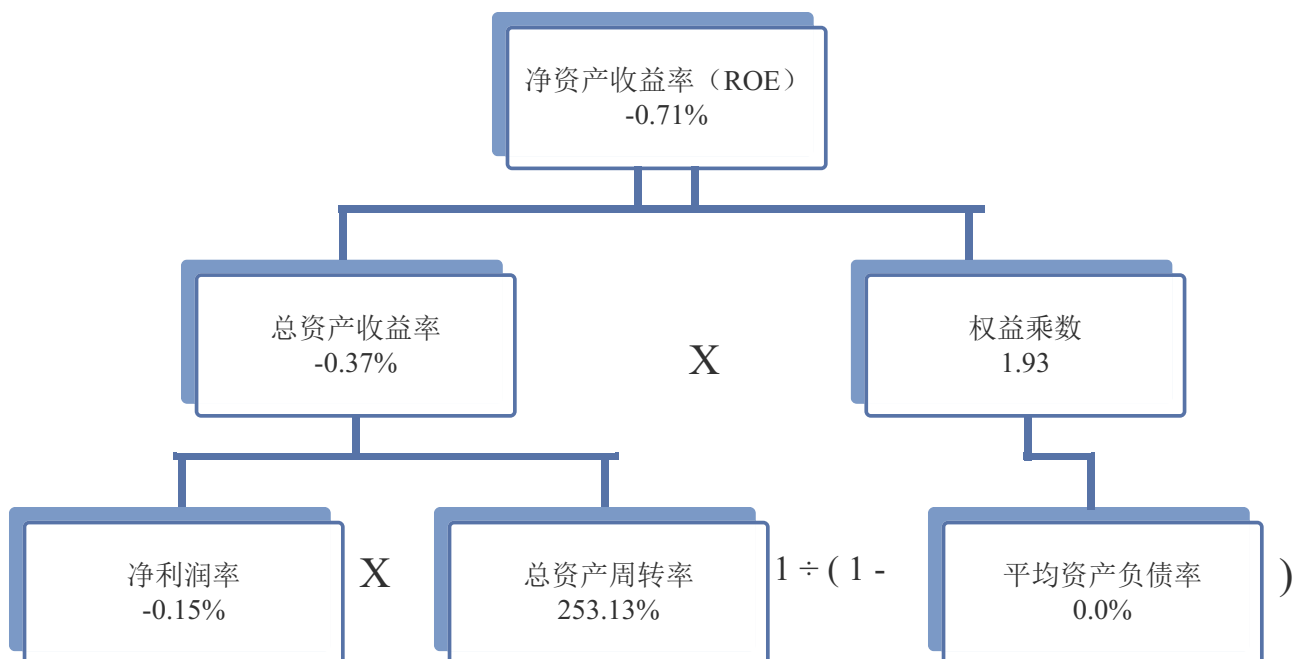 净资产收益率（ROE）
-0.71%
总资产收益率
-0.37%
X
权益乘数
1.93
净利润率
-0.15%
X
总资产周转率
253.13%
1 ÷ ( 1 -
平均资产负债率
0.0%
)